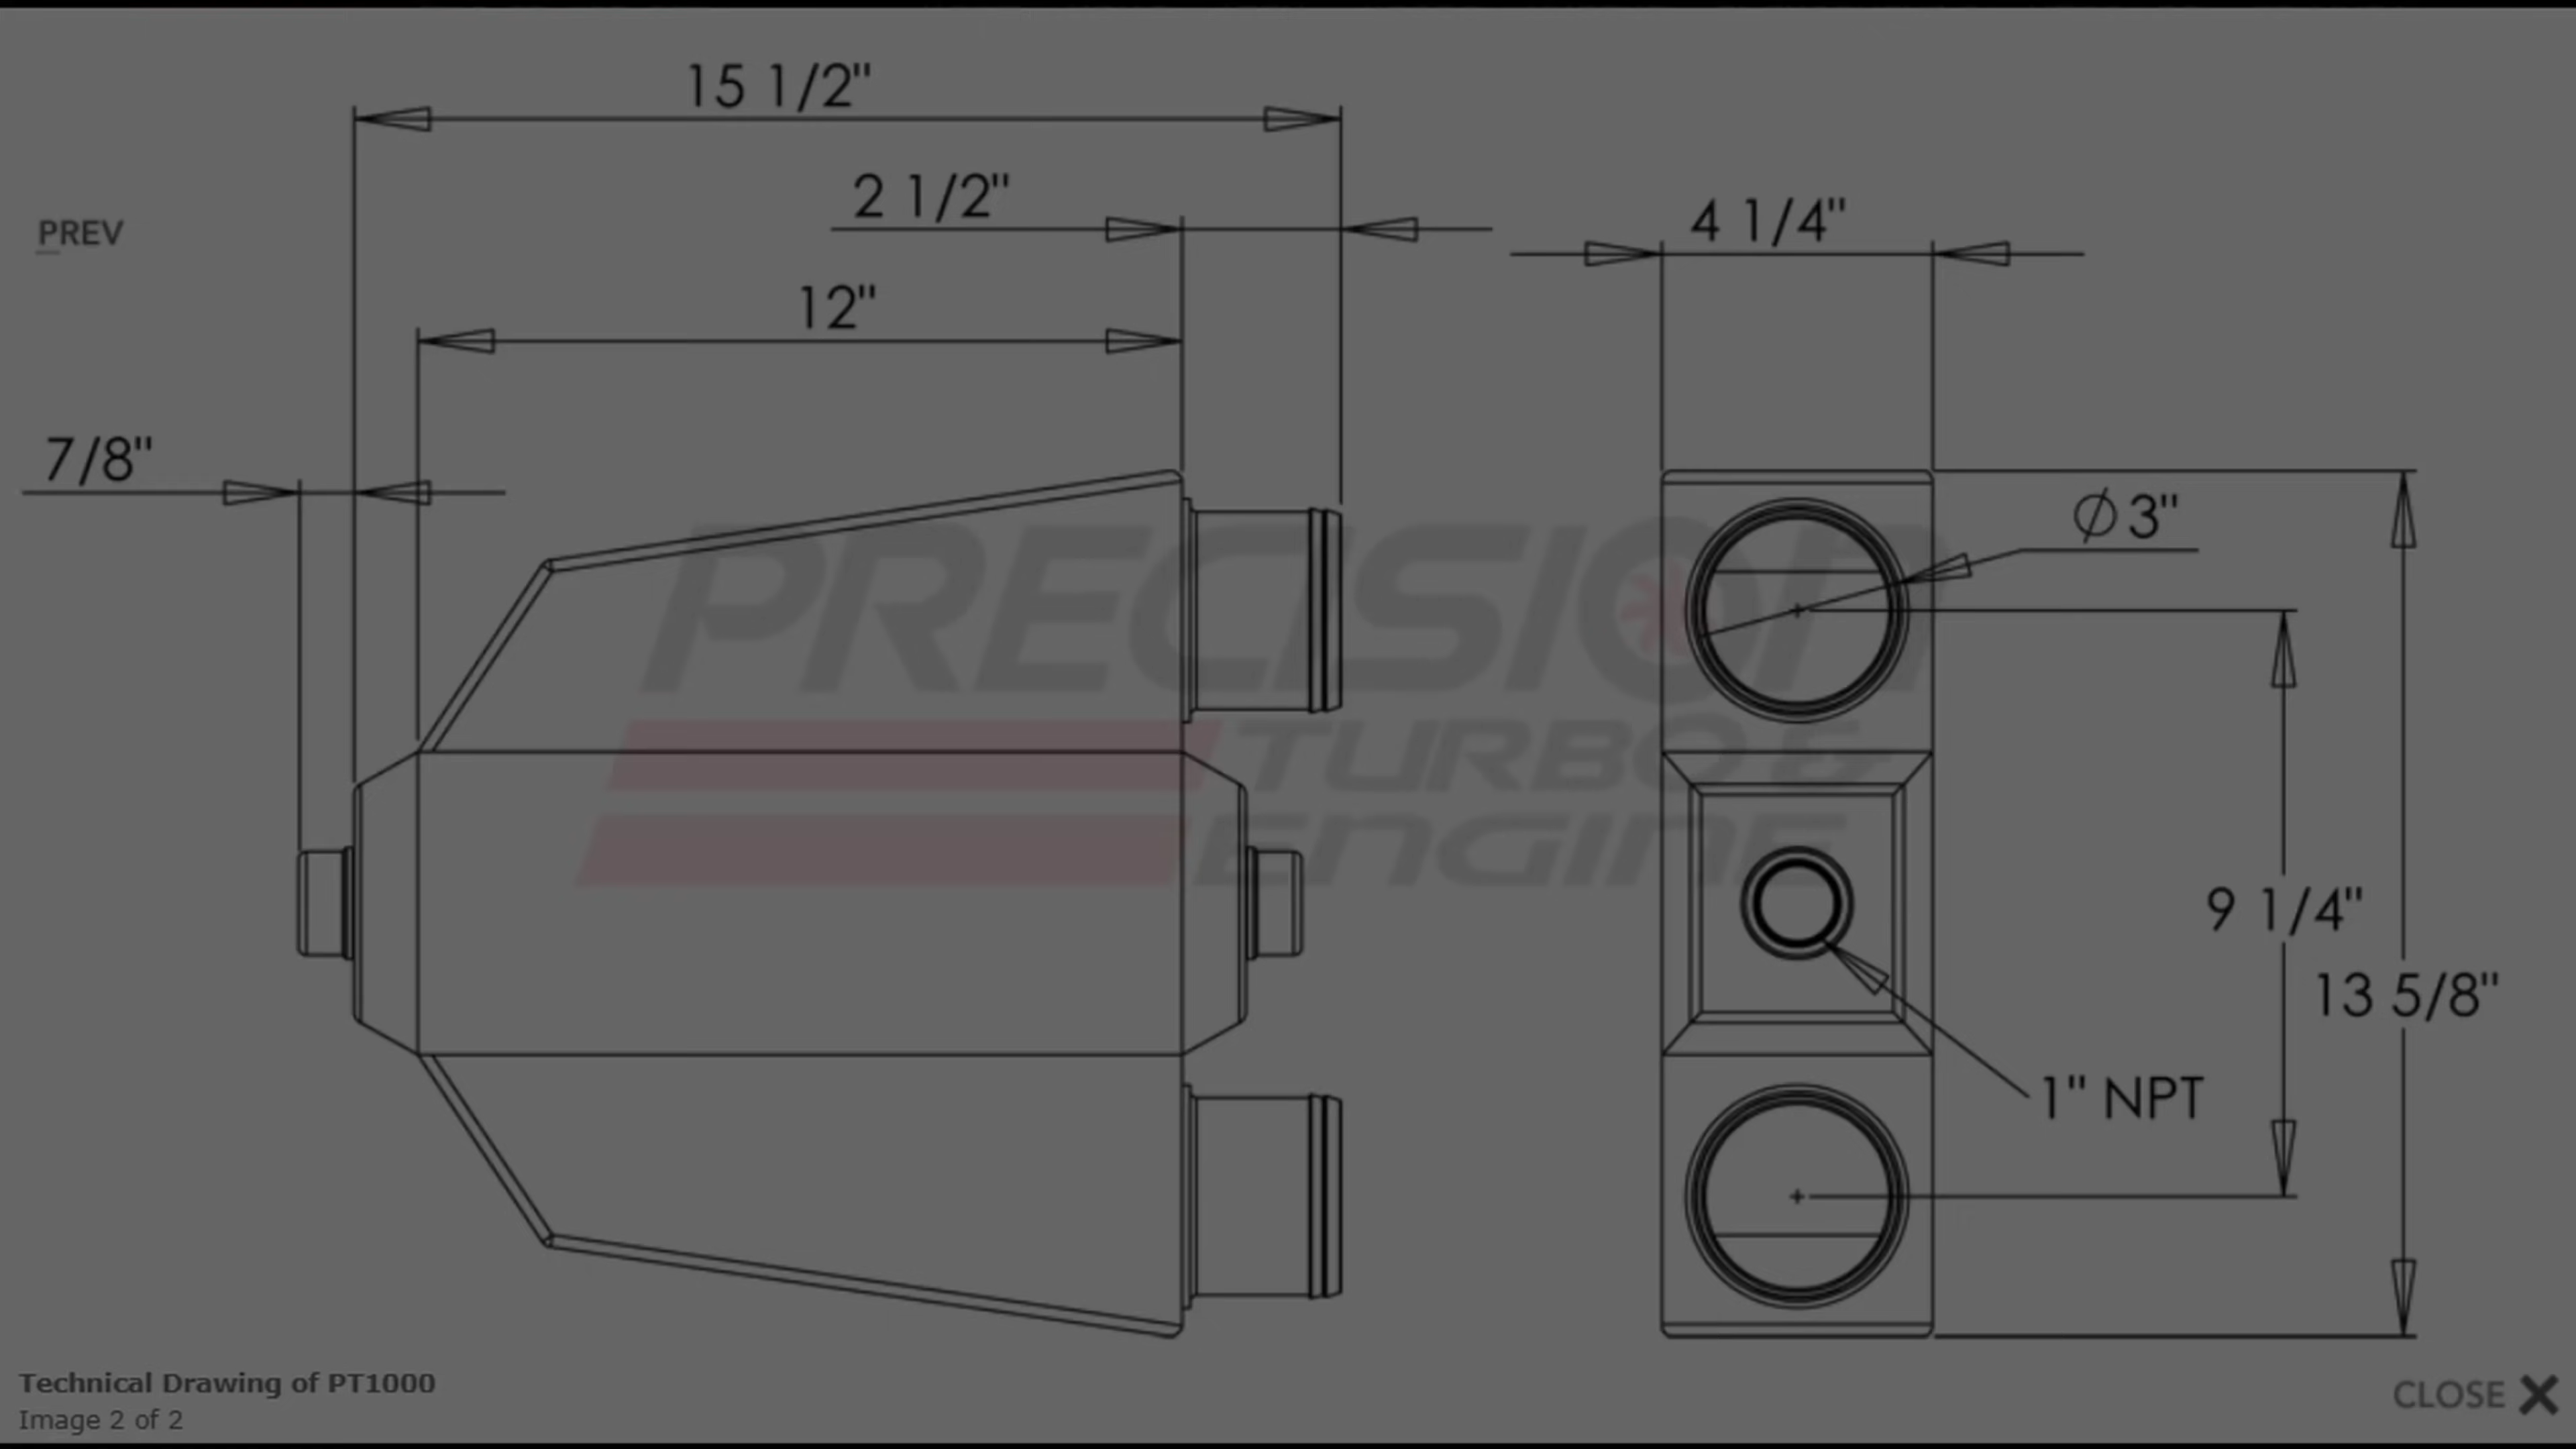 15 1/2"
2 1/2"
4 1/4"
PREV
12"
7/8"
∅ 3"
PRECISION
TURBO &
ENGINE
9 1/4"
13 5/8"
1" NPT
Technical Drawing of PT1000
Image 2 of 2
CLOSE X